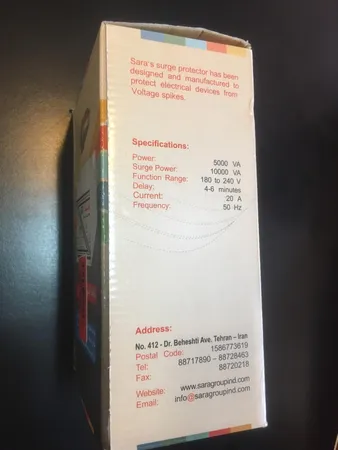 Sara's surge protector has been
designed and manufactured to
protect electrical devices from
Voltage spikes.
Specifications:
Power: 5000 VA
Surge Power: 10000 VA
Function Range: 180 to 240 V
Delay: 4-6 minutes
Current: 20 A
Frequency: 50 Hz
Address:
No. 412 - Dr. Beheshti Ave, Tehran – Iran
Postal Code: 1586773619
Tel: 88717890 – 88728463
Fax: 88720218
Website: www.saragroupind.com
Email: info@saragroupind.com